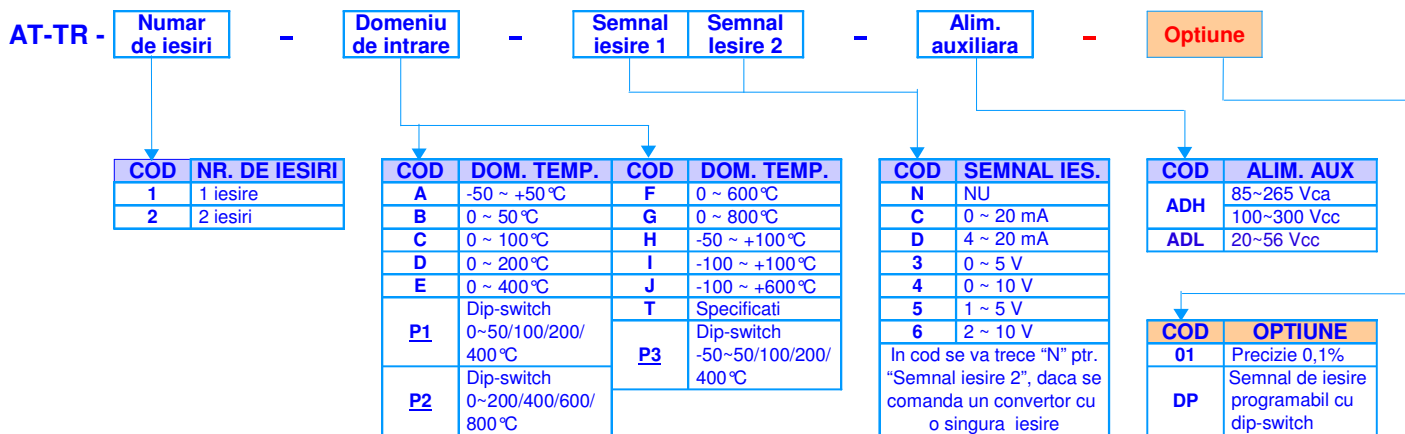 AT-TR - Numar de iesiri - Domeniu de intrare - Semnal iesire 1 Semnal Iesire 2 - Alim. auxiliara - Optiune
COD NR. DE IESIRI
1 1 iesire
2 2 iesiri
COD DOM. TEMP. COD DOM. TEMP.
A -50 ~ +50°C F 0 ~ 600°C
B 0 ~ 50°C G 0 ~ 800°C
C 0 ~ 100°C H -50 ~ +100°C
D 0 ~ 200°C I -100 ~ +100°C
E 0 ~ 400°C J -100 ~ +600°C
P1 Dip-switch
0~50/100/200/
400°C
P2 Dip-switch
0~200/400/600/
800°C
T Specificati
P3 Dip-switch
-50~50/100/200/
400°C
COD SEMNAL IES.
N NU
C 0 ~ 20 mA
D 4 ~ 20 mA
3 0 ~ 5 V
4 0 ~ 10 V
5 1 ~ 5 V
6 2 ~ 10 V
In cod se va trece “N” ptr.
“Semnal iesire 2”, daca se
comanda un convertor cu
o singura iesire
COD ALIM. AUX
ADH 85~265 Vca
100~300 Vcc
ADL 20~56 Vcc
COD OPTIUNE
01 Precizie 0,1%
DP Semnal de iesire
programabil cu
dip-switch